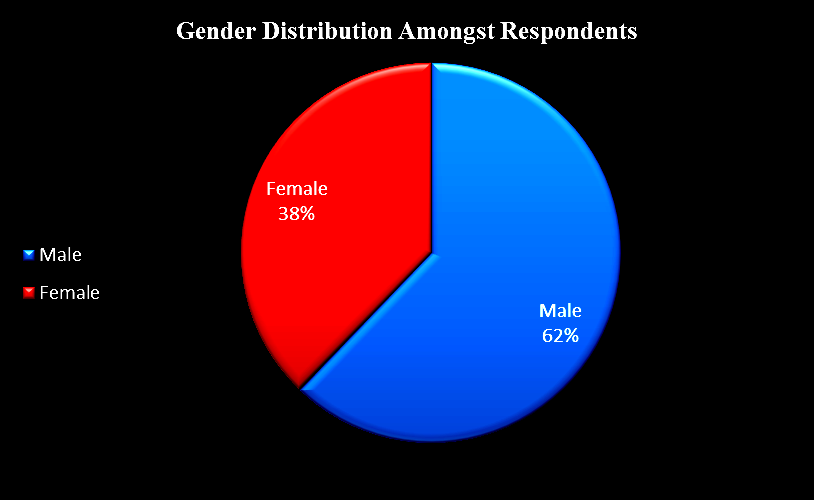 Gender Distribution Amongst Respondents
Female
38%
Male
Female
Male
62%